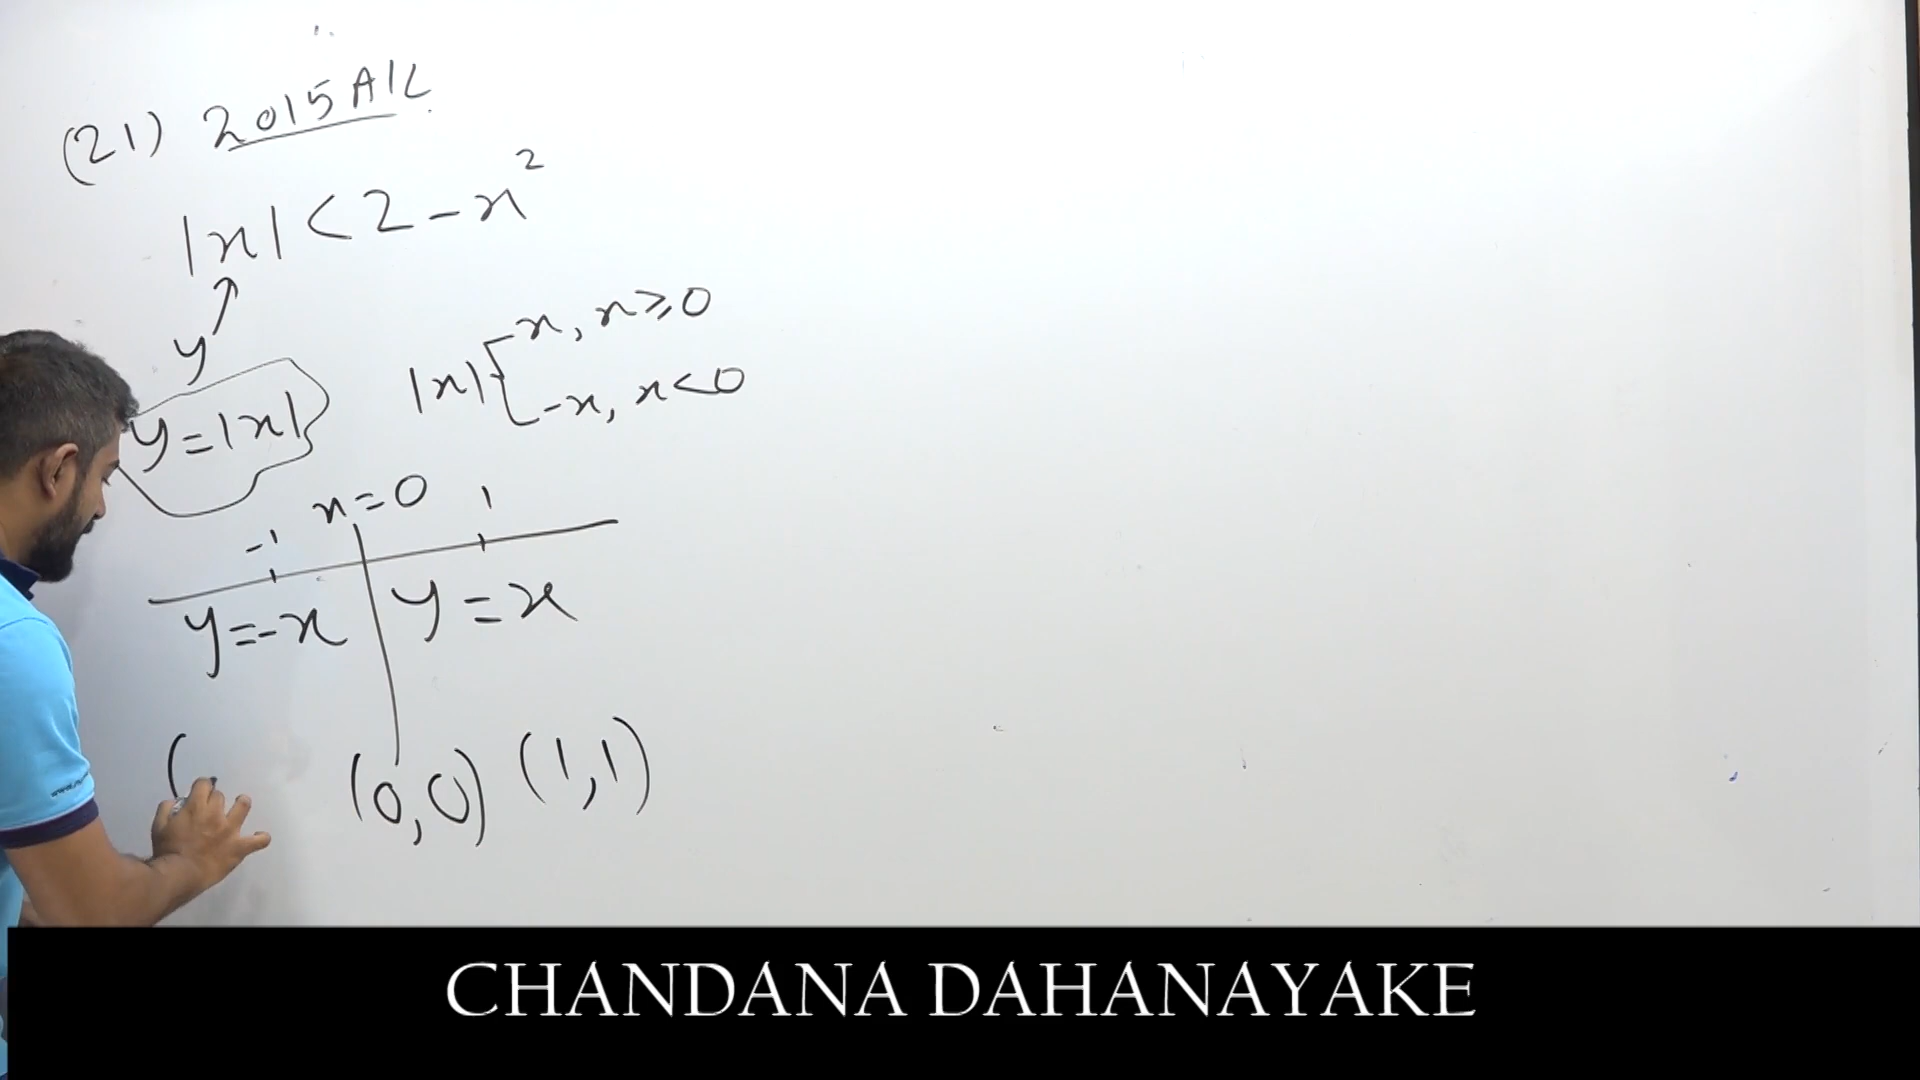 (21) 2015 A/L
|x| < 2 - x²
y
y = |x|
|x| x, x ≥ 0
-x, x < 0
x = 0
-1 1
y = -x y = x
( (0,0) (1,1)
CHANDANA DAHANAYAKE